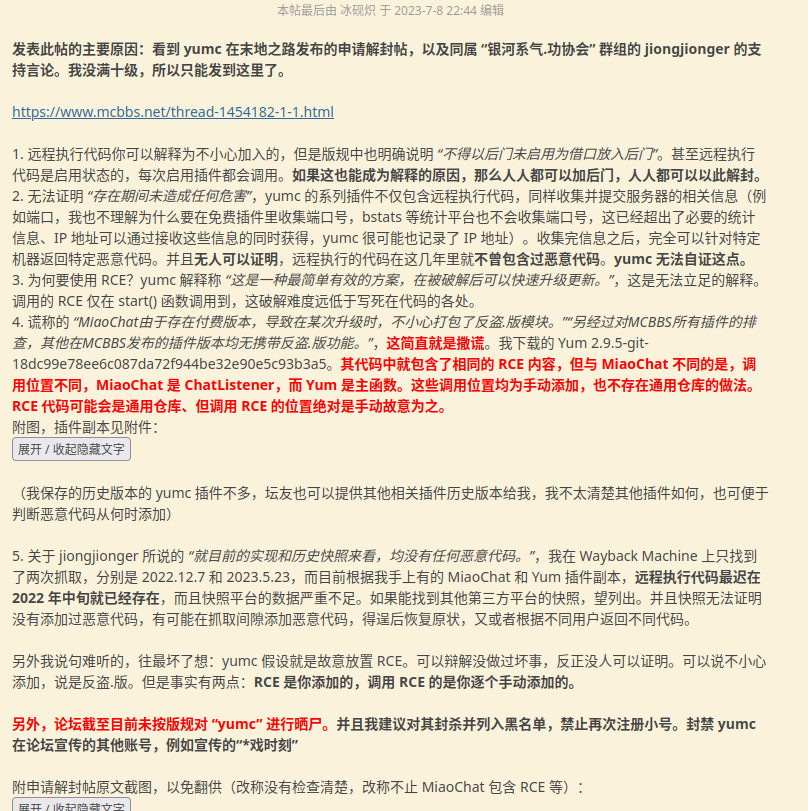 本帖最后由 冰砚炽 于 2023-7-8 22:44 编辑
发表此帖的主要原因：看到 yumc 在末地之路发布的申请解封帖，以及同属 “银河系气.功协会” 群组的 jiongjionger 的支
持言论。我没满十级，所以只能发到这里了。
https://www.mcbbs.net/thread-1454182-1-1.html
1. 远程执行代码你可以解释为不小心加入的，但是版规中也明确说明 “不得以后门未启用为借口放入后门”。甚至远程执行
代码是启用状态的，每次启用插件都会调用。如果这也能成为解释的原因，那么人人都可以加后门，人人都可以以此解封。
2. 无法证明 “存在期间未造成任何危害”，yumc 的系列插件不仅包含远程执行代码，同样收集并提交服务器的相关信息（例
如端口，我也不理解为什么要在免费插件里收集端口号，bstats 等统计平台也不会收集端口号，这已经超出了必要的统计
信息、IP 地址可以通过接收这些信息的同时获得，yumc 很可能也记录了 IP 地址）。收集完信息之后，完全可以针对特定
机器返回特定恶意代码。并且无人可以证明，远程执行的代码在这几年里就不曾包含过恶意代码。yumc 无法自证这点。
3. 为何要使用 RCE？yumc 解释称 “这是一种最简单有效的方案，在被破解后可以快速升级更新。”，这是无法立足的解释。
调用的 RCE 仅在 start() 函数调用到，这破解难度远低于写死在代码的各处。
4. 谎称的 “MiaoChat由于存在付费版本，导致在某次升级时，不小心打包了反盗.版模块。”“另经过对MCBBS所有插件的排
查，其他在MCBBS发布的插件版本均无携带反盗.版功能。”，这简直就是撒谎。我下载的 Yum 2.9.5-git-
18dc99e78ee6c087da72f944be32e90e5c93b3a5。其代码中就包含了相同的 RCE 内容，但与 MiaoChat 不同的是，调
用位置不同，MiaoChat 是 ChatListener，而 Yum 是主函数。这些调用位置均为手动添加，也不存在通用仓库的做法。
RCE 代码可能会是通用仓库、但调用 RCE 的位置绝对是手动故意为之。
附图，插件副本见附件：
展开 / 收起隐藏文字
（我保存的历史版本的 yumc 插件不多，坛友也可以提供其他相关插件历史版本给我，我不太清楚其他插件如何，也可便于
判断恶意代码从何时添加）
5. 关于 jiongjionger 所说的 “就目前的实现和历史快照来看，均没有任何恶意代码。”，我在 Wayback Machine 上只找到
了两次抓取，分别是 2022.12.7 和 2023.5.23，而目前根据我手上有的 MiaoChat 和 Yum 插件副本，远程执行代码最迟在
2022 年中旬就已经存在，而且快照平台的数据严重不足。如果能找到其他第三方平台的快照，望列出。并且快照无法证明
没有添加过恶意代码，有可能在抓取间隙添加恶意代码，得逞后恢复原状，又或者根据不同用户返回不同代码。
另外我说句难听的，往最坏了想：yumc 假设就是故意放置 RCE。可以辩解没做过坏事，反正没人可以证明。可以说不小心
添加，说是反盗.版。但是事实有两点：RCE 是你添加的，调用 RCE 的是你逐个手动添加的。
另外，论坛截至目前未按版规对 “yumc” 进行晒尸。并且我建议对其封杀并列入黑名单，禁止再次注册小号。封禁 yumc
在论坛宣传的其他账号，例如宣传的“*戏时刻”
附申请解封帖原文截图，以免翻供（改称没有检查清楚，改称不止 MiaoChat 包含 RCE 等）：
展开 / 收起隐藏文字